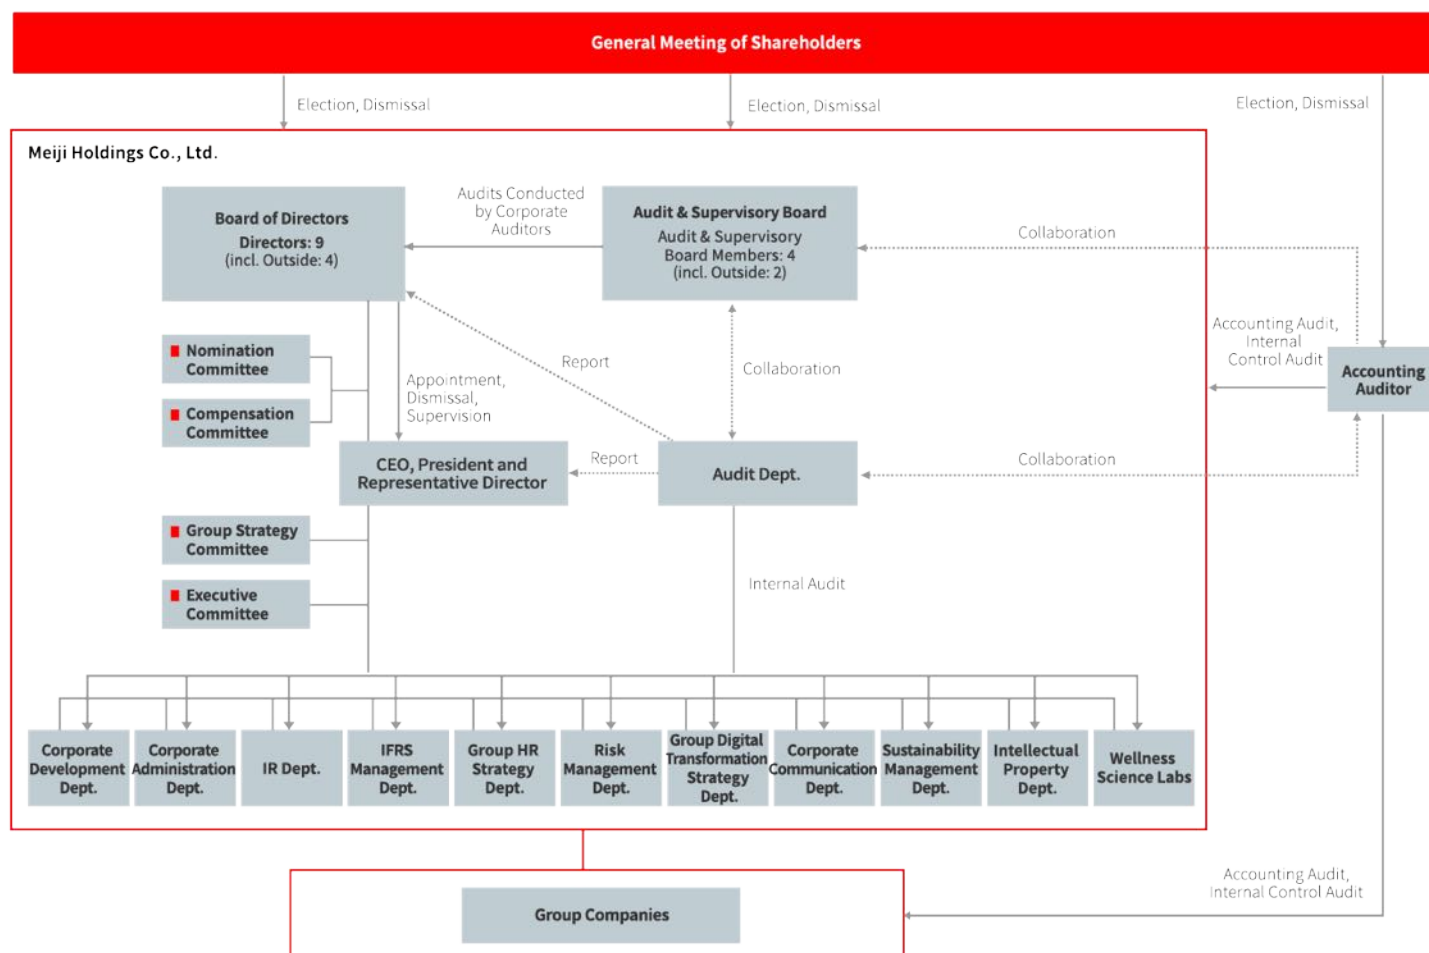 General Meeting of Shareholders
Election, Dismissal
Election, Dismissal
Election, Dismissal
Meiji Holdings Co., Ltd.
Board of Directors
Directors: 9
(incl. Outside: 4)
Audits Conducted
by Corporate
Auditors
Audit & Supervisory Board
Audit & Supervisory
Board Members: 4
(incl. Outside: 2)
Collaboration
Accounting Audit,
Internal
Control Audit
Accounting
Auditor
Nomination
Committee
Compensation
Committee
Appointment,
Dismissal,
Supervision
Report
Collaboration
CEO, President and
Representative Director
Report
Audit Dept.
Collaboration
Group Strategy
Committee
Executive
Committee
Internal Audit
Corporate
Development
Dept.
Corporate
Administration
Dept.
IR Dept.
IFRS
Management
Dept.
Group HR
Strategy
Dept.
Risk
Management
Dept.
Group Digital
Transformation
Strategy
Dept.
Corporate
Communication
Dept.
Sustainability
Management
Dept.
Intellectual
Property
Dept.
Wellness
Science Labs
Accounting Audit,
Internal Control Audit
Group Companies